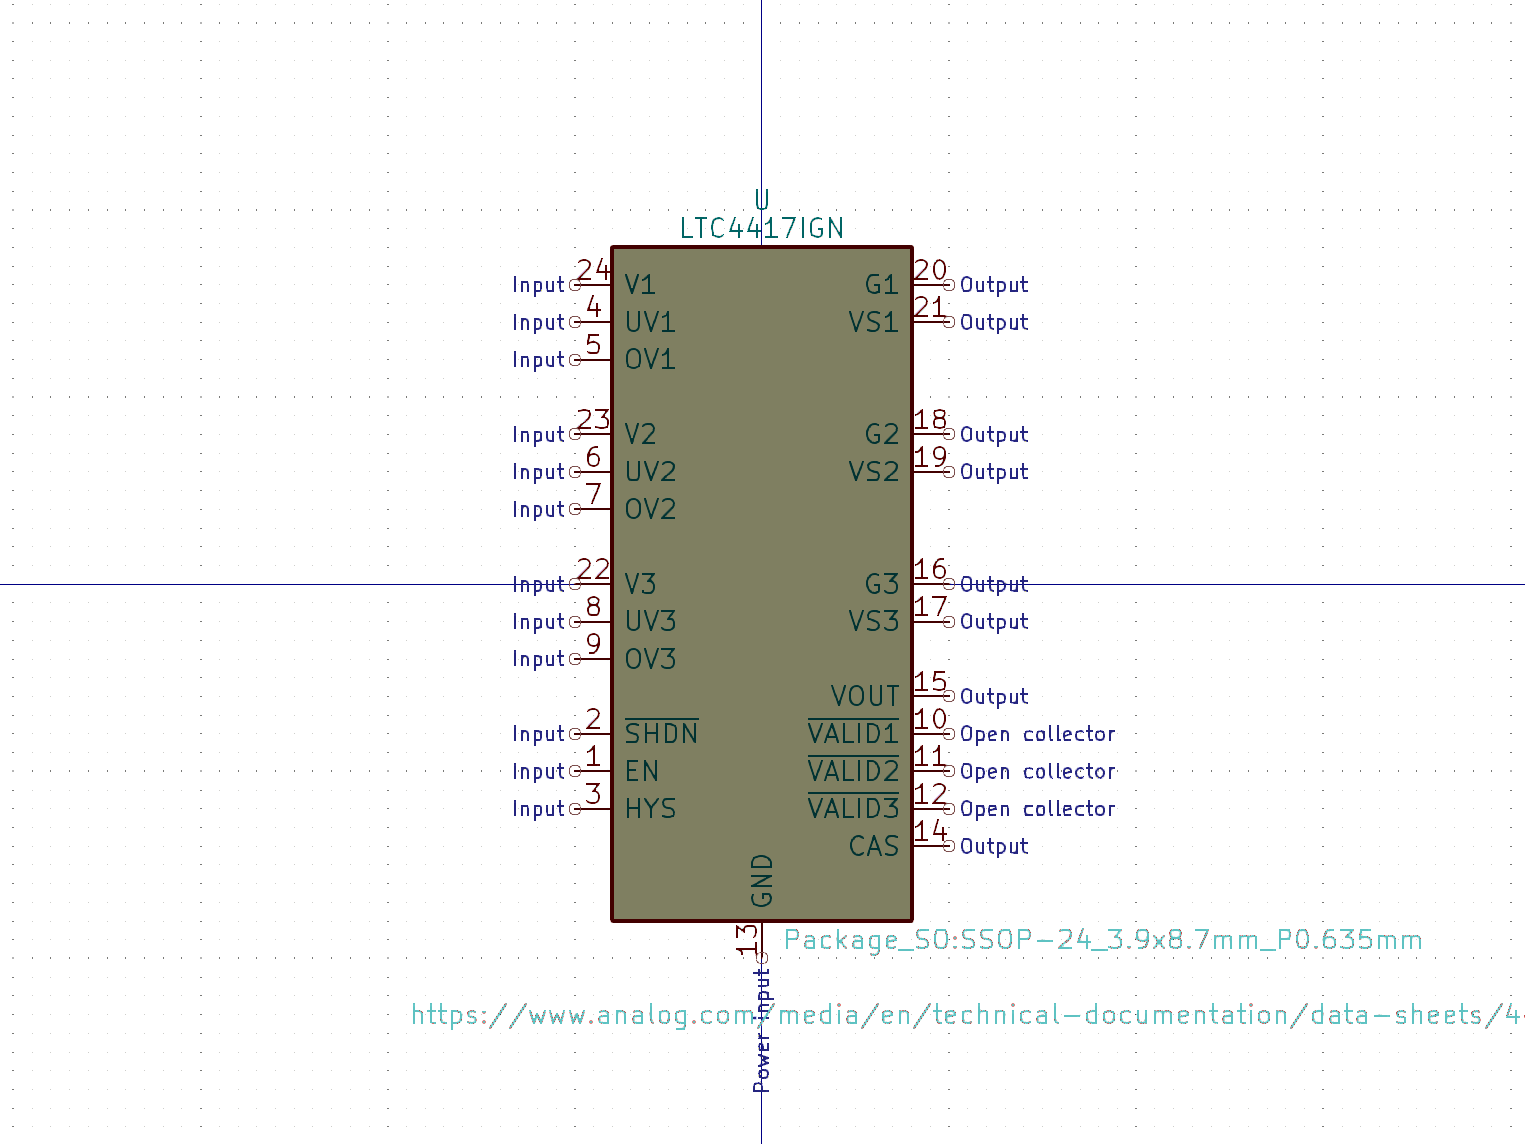 U
LTC4417IGN
Input 24 V1 G1 20 Output
Input 4 UV1 VS1 21 Output
Input 5 OV1
Input 23 V2 G2 18 Output
Input 6 UV2 VS2 19 Output
Input 7 OV2
Input 22 V3 G3 16 Output
Input 8 UV3 VS3 17 Output
Input 9 OV3
VOUT 15 Output
Input 2 SHDN VALID1 10 Open collector
Input 1 EN VALID2 11 Open collector
Input 3 HYS VALID3 12 Open collector
CAS 14 Output
GND
13
Power input
Package_SO:SSOP-24_3.9x8.7mm_P0.635mm
https://www.analog.com/media/en/technical-documentation/data-sheets/4